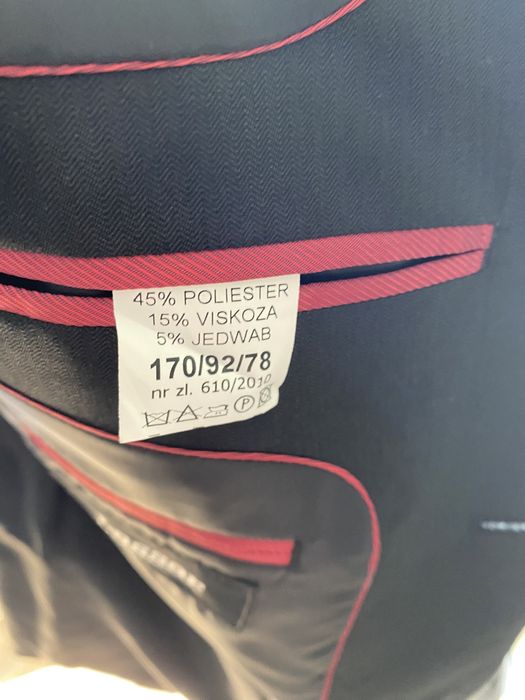 45% POLIESTER
15% VISKOZA
5% JEDWAB
170/92/78
nr zl. 610/2010
P